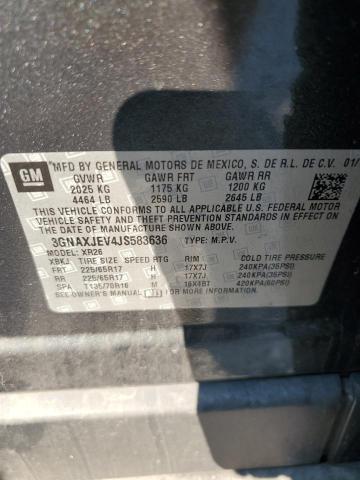 GM
*MFD BY GENERAL MOTORS DE MEXICO, S. DE R.L. DE C.V. 01/
GVWR GAWR FRT GAWR RR
2025 KG 1175 KG 1200 KG
4464 LB 2590 LB 2645 LB
THIS VEHICLE CONFORMS TO ALL APPLICABLE U.S. FEDERAL MOTOR
VEHICLE SAFETY AND THEFT PREVENTION STANDARDS IN EFFECT
ON THE DATE OF MANUFACTURE SHOWN ABOVE.
3GNAXJEV4JS583636 TYPE: M.P.V.
MODEL: XR26
XBKJ TIRE SIZE SPEED RTG RIM COLD TIRE PRESSURE
FRT 225/65R17 H 17X7J 240KPA(35PSI)
RR 225/65R17 H 17X7J 240KPA(35PSI)
SPA T135/70R16 M 16X4BT 420KPA(60PSI)
SEE OWNER'S MANUAL FOR MORE INFORMATION.